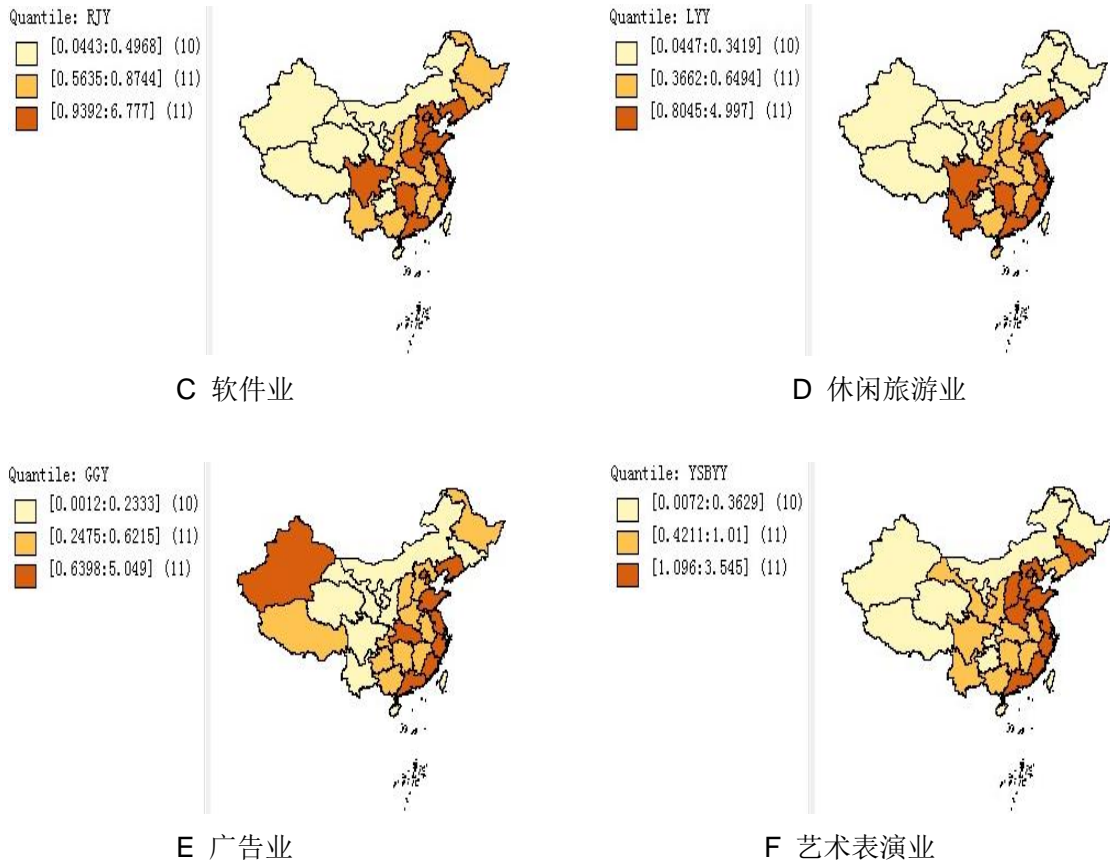 Quantile: RJY
[0.0443:0.4968] (10)
[0.5635:0.8744] (11)
[0.9392:6.777] (11)
C 软件业
Quantile: LYY
[0.0447:0.3419] (10)
[0.3662:0.6494] (11)
[0.8045:4.997] (11)
D 休闲旅游业
Quantile: GGY
[0.0012:0.2333] (10)
[0.2475:0.6215] (11)
[0.6398:5.049] (11)
E 广告业
Quantile: YSBYY
[0.0072:0.3629] (10)
[0.4211:1.01] (11)
[1.096:3.545] (11)
F 艺术表演业